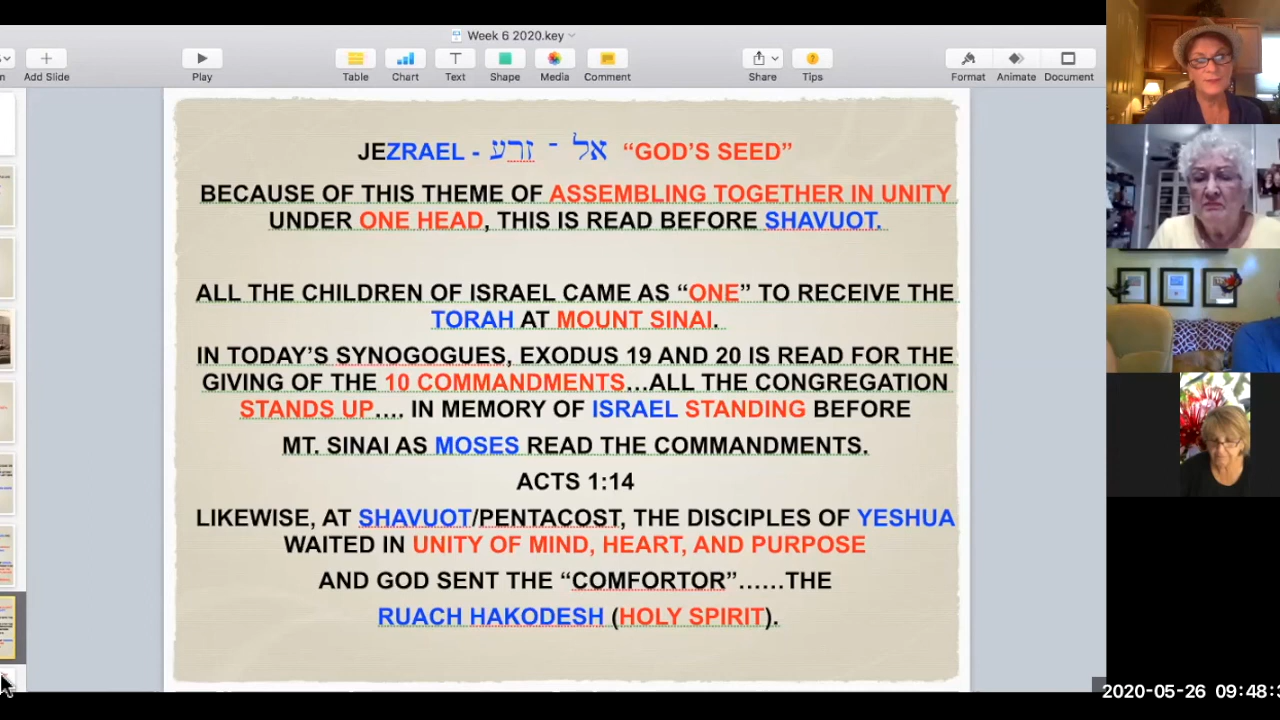 Week 6 2020.key
Add Slide
Play
Table
Chart
Text
Shape
Media
Comment
Share
Tips
Format
Animate
Document
JEZRAEL - זרע - אל “GOD’S SEED”
BECAUSE OF THIS THEME OF ASSEMBLING TOGETHER IN UNITY
UNDER ONE HEAD, THIS IS READ BEFORE SHAVUOT.
ALL THE CHILDREN OF ISRAEL CAME AS “ONE” TO RECEIVE THE
TORAH AT MOUNT SINAI.
IN TODAY’S SYNOGOGUES, EXODUS 19 AND 20 IS READ FOR THE
GIVING OF THE 10 COMMANDMENTS…ALL THE CONGREGATION
STANDS UP…. IN MEMORY OF ISRAEL STANDING BEFORE
MT. SINAI AS MOSES READ THE COMMANDMENTS.
ACTS 1:14
LIKEWISE, AT SHAVUOT/PENTACOST, THE DISCIPLES OF YESHUA
WAITED IN UNITY OF MIND, HEART, AND PURPOSE
AND GOD SENT THE “COMFORTOR”……THE
RUACH HAKODESH (HOLY SPIRIT).
2020-05-26 09:48:3